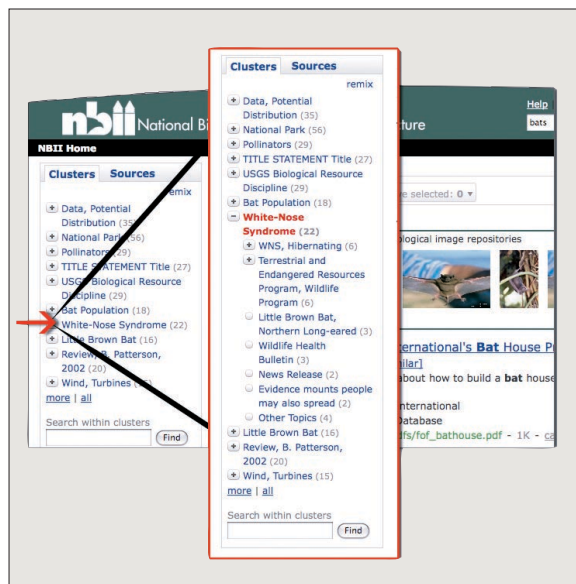 nbii National Bi
ture
Help
bats
NBII Home
Clusters Sources
emix
Data, Potential
Distribution (35)
National Park (56)
Pollinators (29)
TITLE STATEMENT Title (27)
USGS Biological Resource
Discipline (29)
Bat Population (18)
White-Nose Syndrome (22)
Little Brown Bat (16)
Review, B. Patterson,
2002 (20)
Wind, Turbines
more | all
Search within clusters
Find
Clusters Sources
remix
Data, Potential
Distribution (35)
National Park (56)
Pollinators (29)
TITLE STATEMENT Title (27)
USGS Biological Resource
Discipline (29)
Bat Population (18)
White-Nose
Syndrome (22)
WNS, Hibernating (6)
Terrestrial and
Endangered Resources
Program, Wildlife
Program (6)
Little Brown Bat,
Northern Long-eared (3)
Wildlife Health
Bulletin (3)
News Release (2)
Evidence mounts people
may also spread (2)
Other Topics (4)
Little Brown Bat (16)
Review, B. Patterson,
2002 (20)
Wind, Turbines (15)
more | all
Search within clusters
Find
e selected: 0
ological image repositories
ernational's Bat House P
milar]
about how to build a bat house
nternational
Database
dfs/fof_bathouse.pdf - 1K - ca